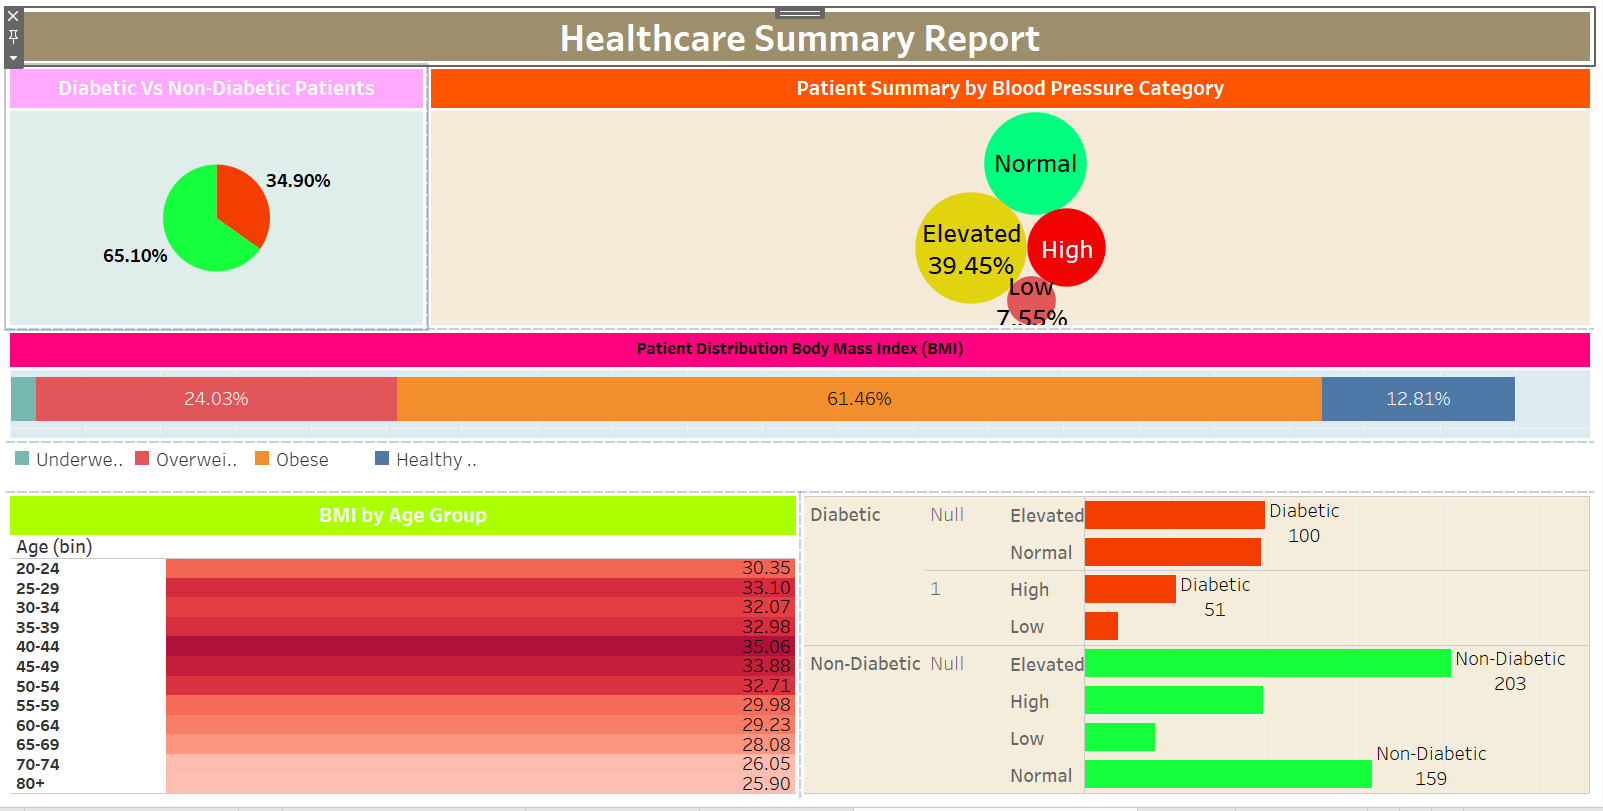 Healthcare Summary Report
Diabetic Vs Non-Diabetic Patients
34.90%
65.10%
Patient Summary by Blood Pressure Category
Normal
Elevated
39.45%
High
Low
7.55%
Patient Distribution Body Mass Index (BMI)
24.03% 61.46% 12.81%
Underwe.. Overwei.. Obese Healthy ..
BMI by Age Group
Age (bin)
20-24 30.35
25-29 33.10
30-34 32.07
35-39 32.98
40-44 35.06
45-49 33.88
50-54 32.71
55-59 29.98
60-64 29.23
65-69 28.08
70-74 26.05
80+ 25.90
Diabetic Null Elevated Diabetic
100
Normal
1 High Diabetic
51
Low
Non-Diabetic Null Elevated Non-Diabetic
203
High
Low
Normal Non-Diabetic
159